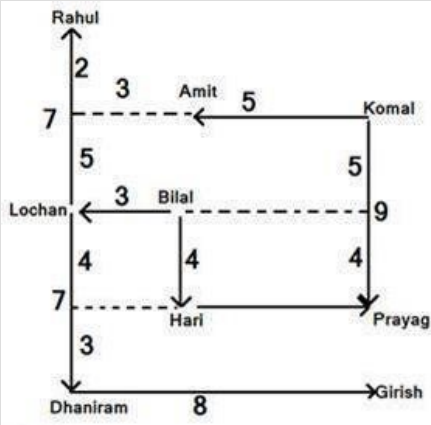 Rahul
2
3
Amit
5
Komal
7
5
5
Lochan
3
Bilal
9
4
4
4
7
Hari
Prayag
3
Dhaniram
8
Girish